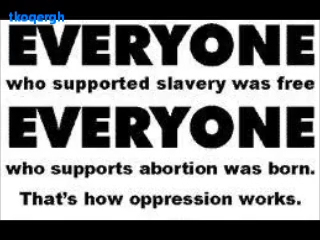 tkogergh
EVERYONE
who supported slavery was free
EVERYONE
who supports abortion was born.
That's how oppression works.